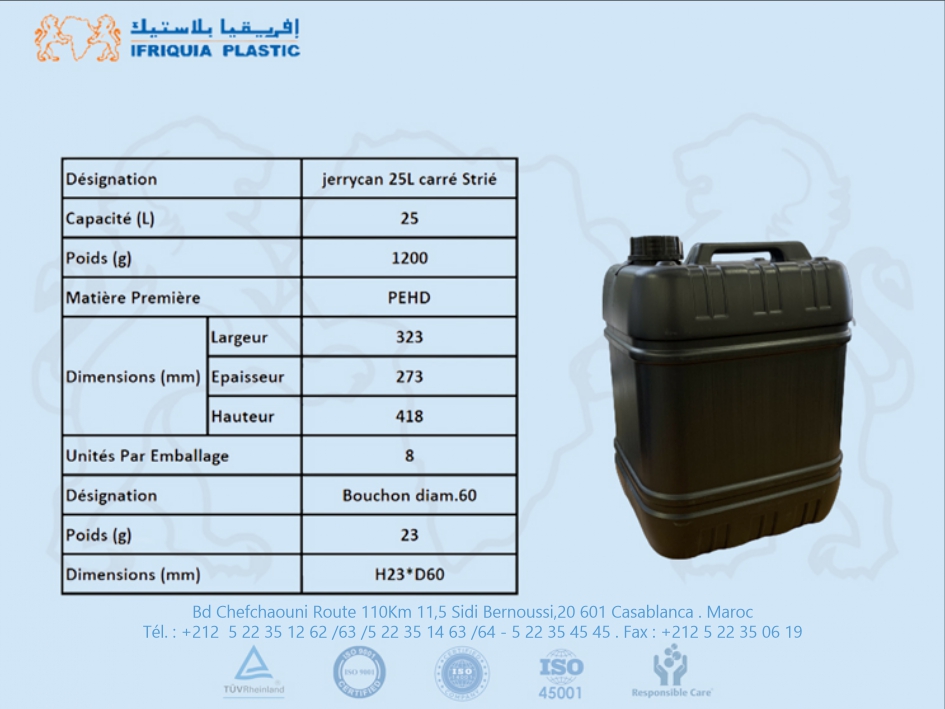 إفريقيا بلاستيك
IFRIQUIA PLASTIC
Désignation jerrycan 25L carré Strié
Capacité (L) 25
Poids (g) 1200
Matière Première PEHD
Dimensions (mm)
Largeur 323
Epaisseur 273
Hauteur 418
Unités Par Emballage 8
Désignation Bouchon diam.60
Poids (g) 23
Dimensions (mm) H23*D60
Bd Chefchaouni Route 110Km 11,5 Sidi Bernoussi,20 601 Casablanca . Maroc
Tél. : +212 5 22 35 12 62 /63 /5 22 35 14 63 /64 - 5 22 35 45 45 . Fax : +212 5 22 35 06 19
TÜVRheinland
ISO 9001
ISO 9001
CERTIFIED
CERTIFIED
ISO
COMPANY
ISO
45001
Responsible Care